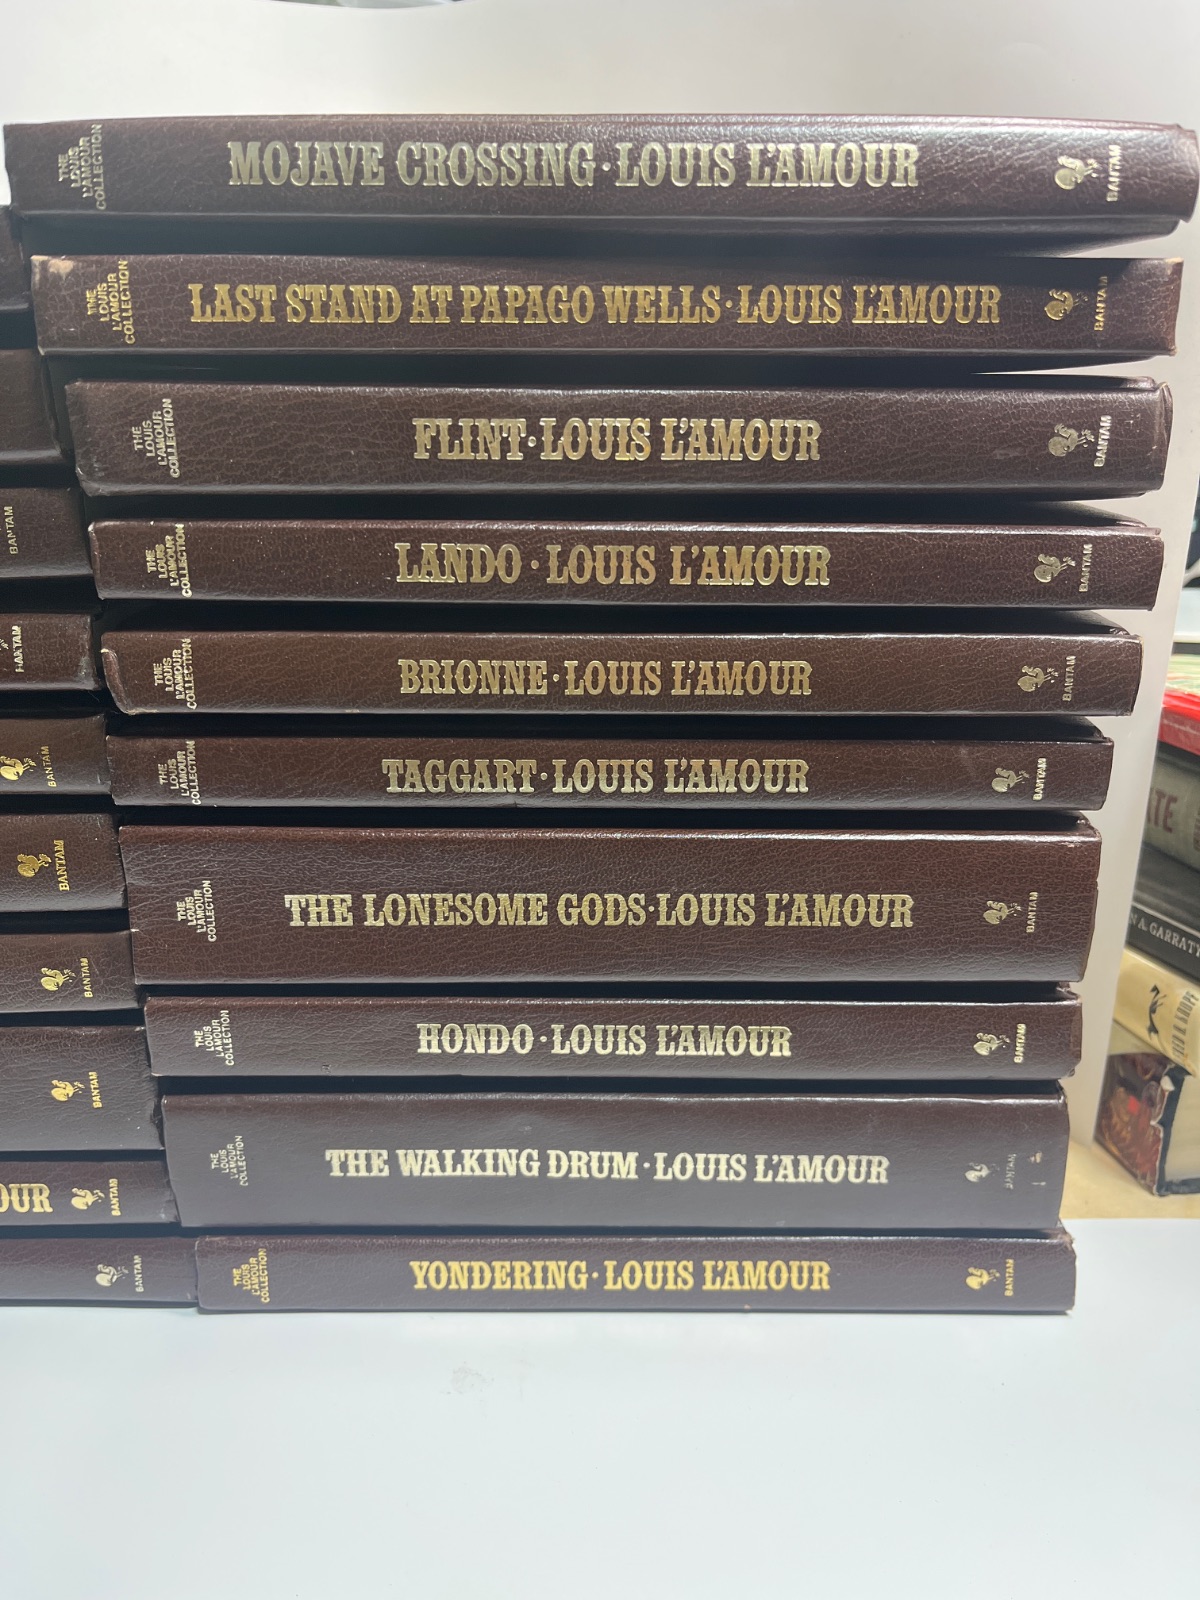 THE LOUIS L'AMOUR COLLECTION MOJAVE CROSSING·LOUIS L'AMOUR BANTAM
THE LOUIS L'AMOUR COLLECTION LAST STAND AT PAPAGO WELLS·LOUIS L'AMOUR BANTAM
THE LOUIS L'AMOUR COLLECTION FLINT·LOUIS L'AMOUR BANTAM
BANTAM
THE LOUIS L'AMOUR COLLECTION LANDO·LOUIS L'AMOUR BANTAM
BANTAM
THE LOUIS L'AMOUR COLLECTION BRIONNE·LOUIS L'AMOUR BANTAM
BANTAM
THE LOUIS L'AMOUR COLLECTION TAGGART·LOUIS L'AMOUR BANTAM
BANTAM
THE LOUIS L'AMOUR COLLECTION THE LONESOME GODS·LOUIS L'AMOUR BANTAM
BANTAM
THE LOUIS L'AMOUR COLLECTION HONDO·LOUIS L'AMOUR BANTAM
BANTAM
THE LOUIS L'AMOUR COLLECTION THE WALKING DRUM·LOUIS L'AMOUR BANTAM
OUR BANTAM
BANTAM
THE LOUIS L'AMOUR COLLECTION YONDERING·LOUIS L'AMOUR BANTAM
A. GARRATY